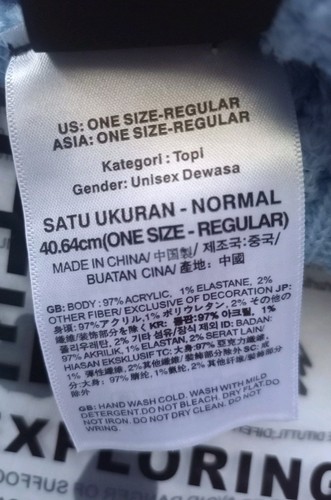 US: ONE SIZE-REGULAR
ASIA: ONE SIZE-REGULAR
Kategori : Topi
Gender: Unisex Dewasa
SATU UKURAN - NORMAL
40.64cm(ONE SIZE - REGULAR)
MADE IN CHINA/ 中国制/ 제조국:중국/
BUATAN CINA/ 產地：中國
GB: BODY : 97% ACRYLIC, 1% ELASTANE, 2%
OTHER FIBER/ EXCLUSIVE OF DECORATION JP:
身頃：97%アクリル, 1% ポリウレタン, 2% その他の
繊維/装飾部分を除く KR: 몸판:97% 아크릴, 1%
폴리우레탄, 2% 기타 섬유/장식 제외 ID: BADAN:
97% AKRILIK, 1% ELASTAN, 2% SERAT LAIN/
HIASAN EKSKLUSIF TC: 大身:97% 亞克力纖維,
1% 彈性纖維, 2%其他纖維/裝飾部分除外 SC: 大
身: 97% 腈纶, 1%氨纶, 2% 其他纤维/装饰部分
除外
GB: HAND WASH COLD. WASH WITH MILD
DETERGENT.DO NOT BLEACH. DRY FLAT.DO
NOT IRON. DO NOT DRY CLEAN. DO NOT
WRING.
XPLORING